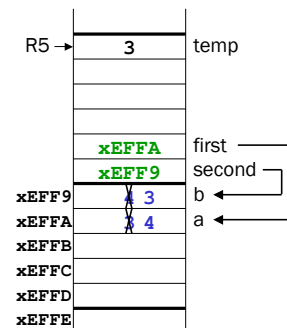 R5 → 3 temp
xEFFA first
xEFF9 second
xEFF9 4 3 b
xEFFA 3 4 a
xEFFB
xEFFC
xEFFD
xEFFE